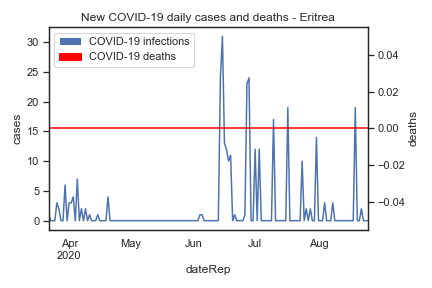 New COVID-19 daily cases and deaths - Eritrea
COVID-19 infections
COVID-19 deaths
30
25
20
15
10
5
0
cases
0.04
0.02
0.00
−0.02
−0.04
deaths
Apr May Jun Jul Aug
2020
dateRep